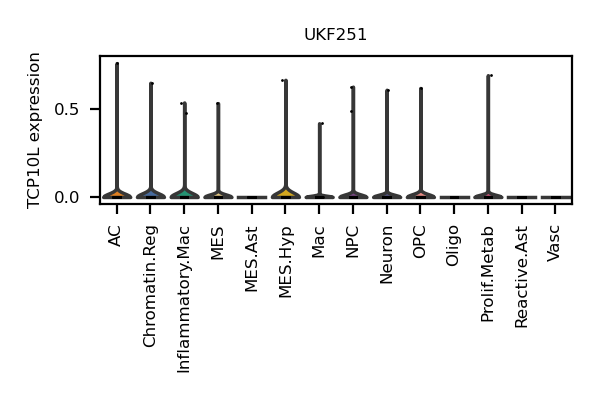 UKF251
TCP10L expression
0.5
0.0
AC
Chromatin.Reg
Inflammatory.Mac
MES
MES.Ast
MES.Hyp
Mac
NPC
Neuron
OPC
Oligo
Prolif.Metab
Reactive.Ast
Vasc